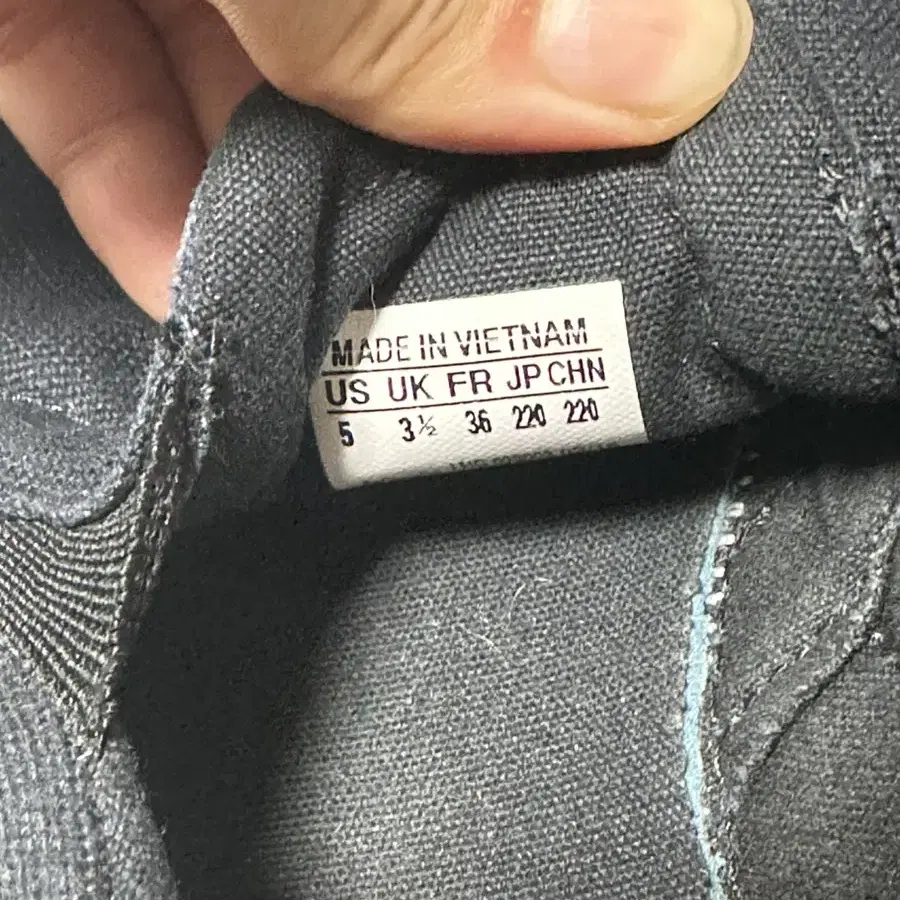 MADE IN VIETNAM
US UK FR JP CHN
5 3½ 36 220 220